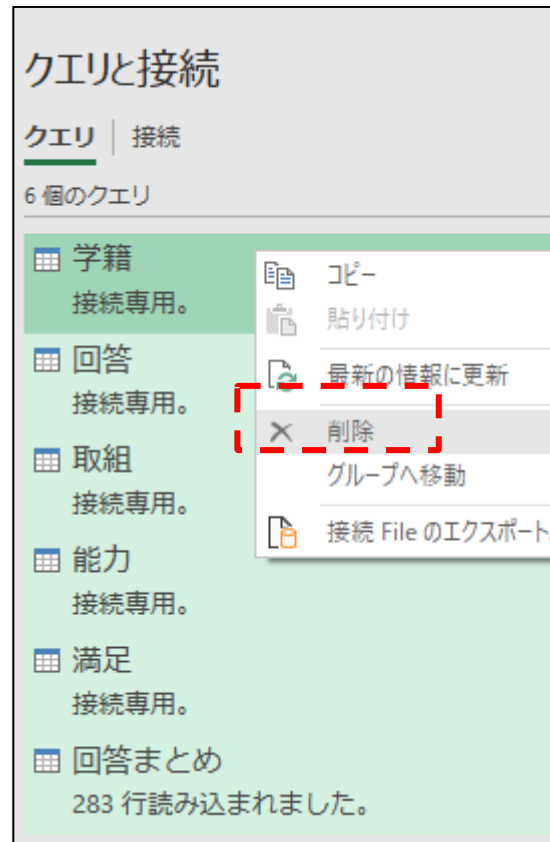 クエリと接続
クエリ | 接続
6 個のクエリ
学籍
接続専用。
回答
接続専用。
取組
接続専用。
能力
接続専用。
満足
接続専用。
回答まとめ
283 行読み込まれました。
コピー
貼り付け
最新の情報に更新
削除
グループへ移動
接続 File のエクスポート